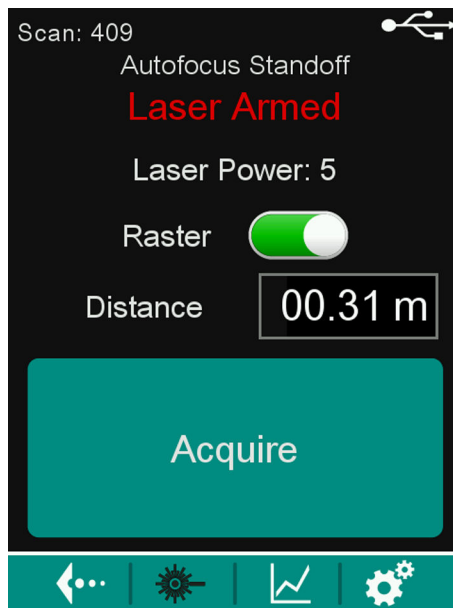 Scan: 409
Autofocus Standoff
Laser Armed
Laser Power: 5
Raster
Distance 00.31 m
Acquire